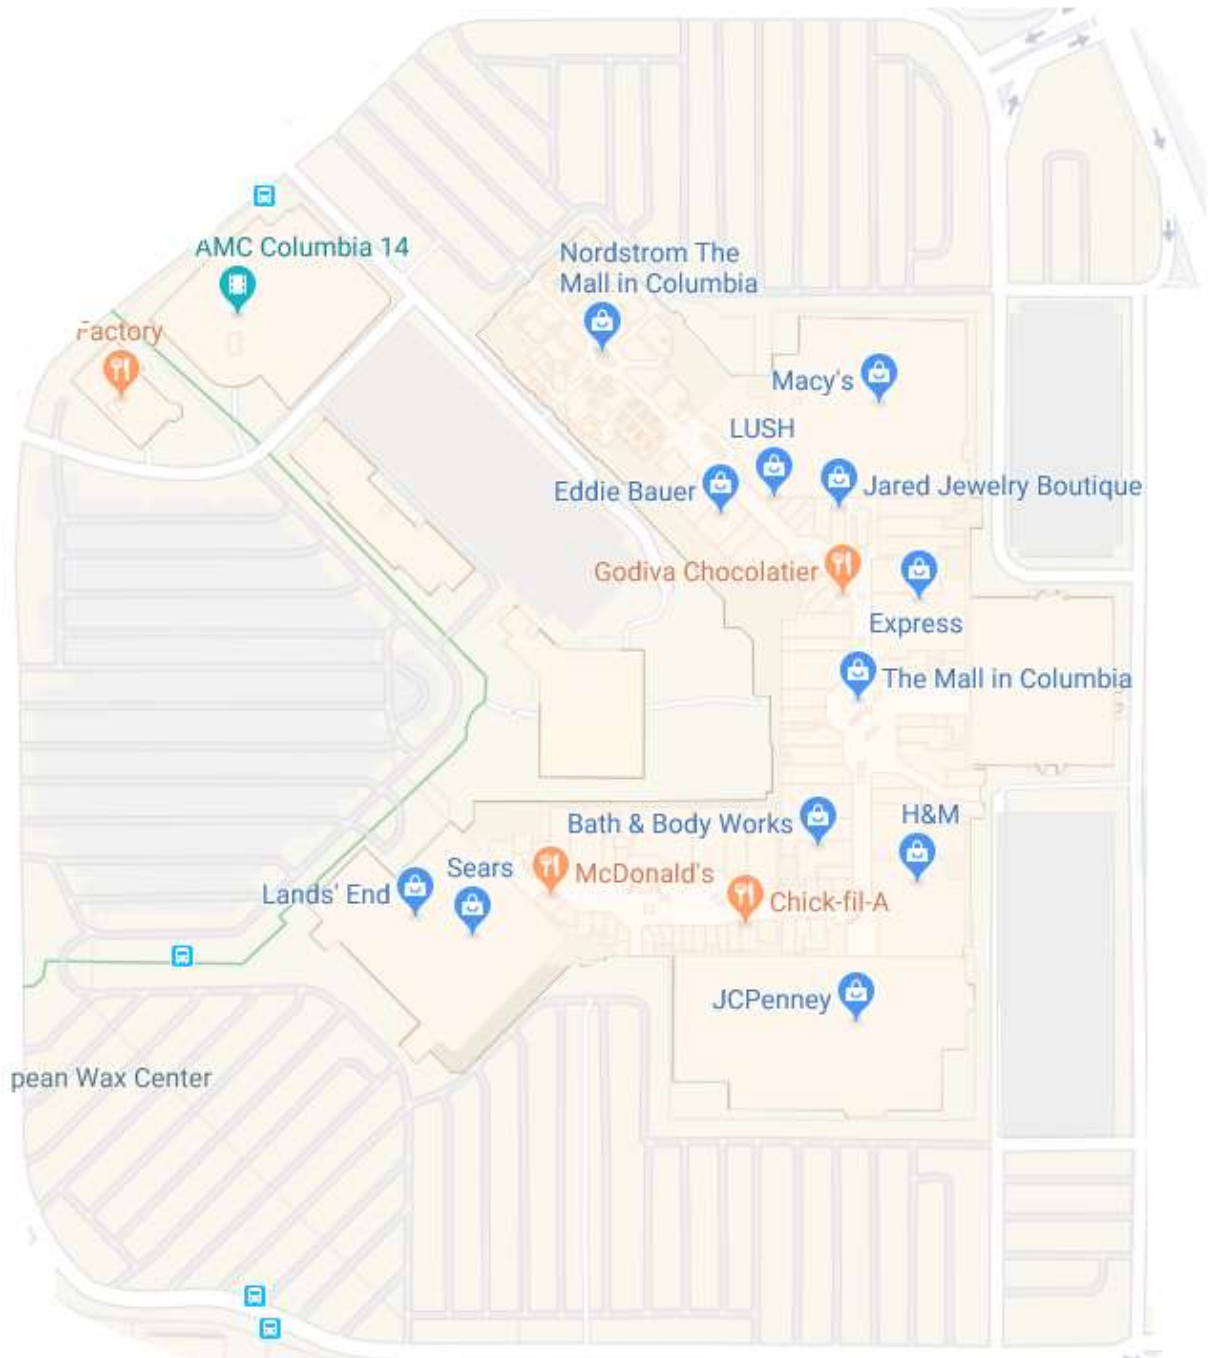 AMC Columbia 14
Nordstrom The
Mall in Columbia
Factory
Macy's
LUSH
Eddie Bauer
Jared Jewelry Boutique
Godiva Chocolatier
Express
The Mall in Columbia
H&M
Bath & Body Works
Sears
McDonald's
Lands' End
Chick-fil-A
JCPenney
pean Wax Center